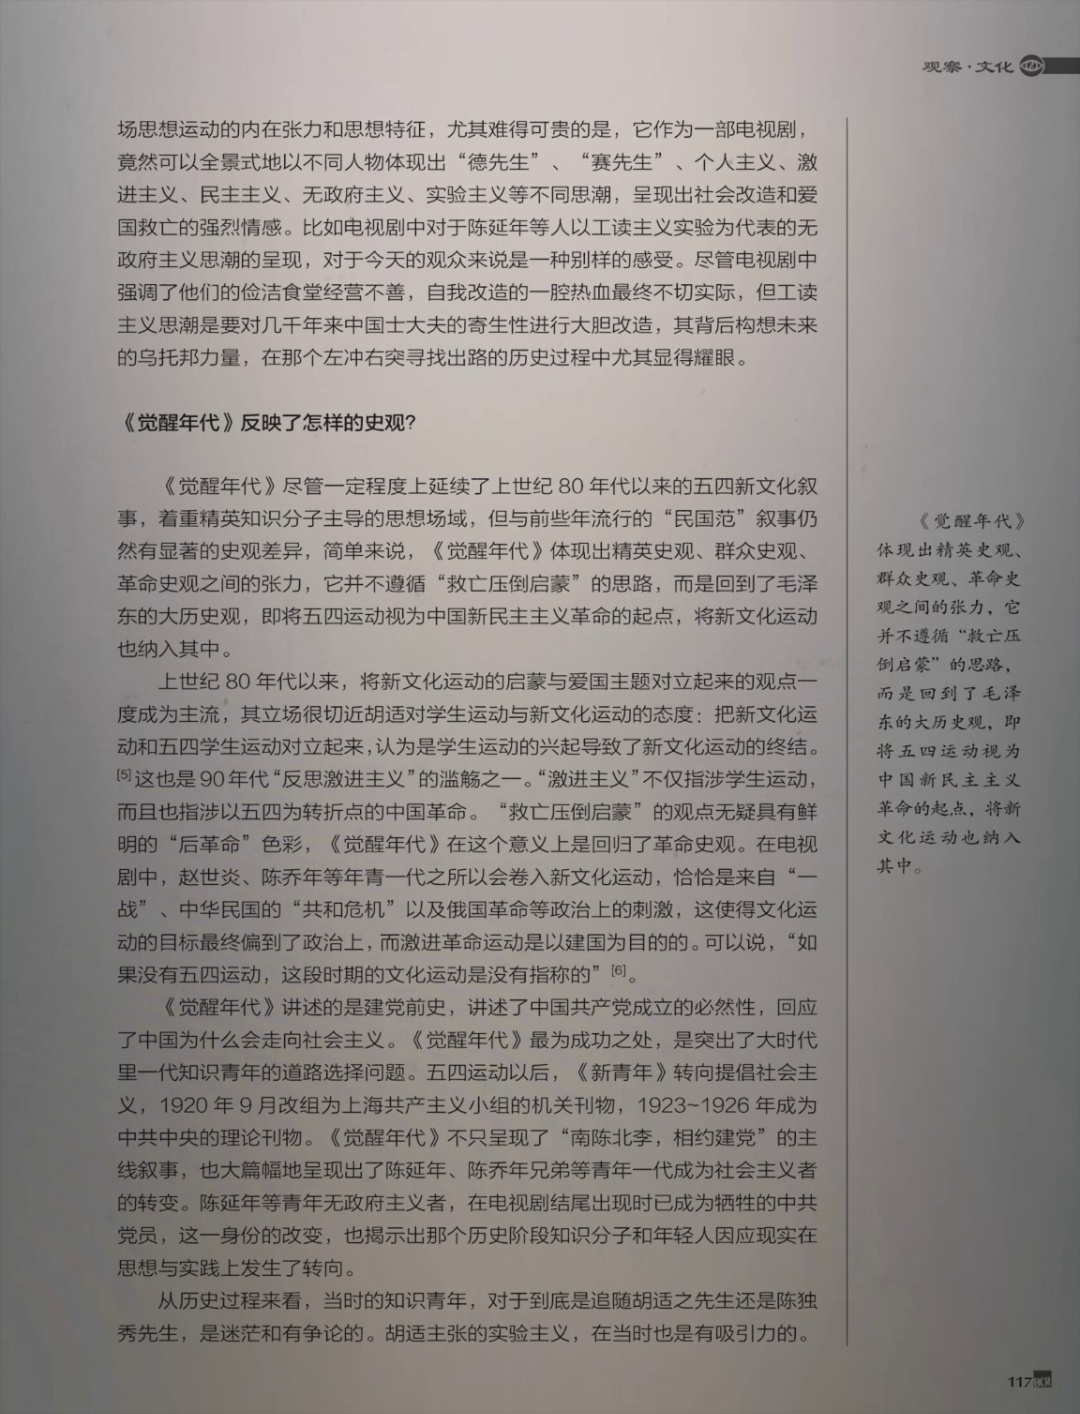 观察·文化
场思想运动的内在张力和思想特征，尤其难得可贵的是，它作为一部电视剧，
竟然可以全景式地以不同人物体现出“德先生”、“赛先生”、个人主义、激
进主义、民主主义、无政府主义、实验主义等不同思潮，呈现出社会改造和爱
国救亡的强烈情感。比如电视剧中对于陈延年等人以工读主义实验为代表的无
政府主义思潮的呈现，对于今天的观众来说是一种别样的感受。尽管电视剧中
强调了他们的俭洁食堂经营不善，自我改造的一腔热血最终不切实际，但工读
主义思潮是要对几千年来中国士大夫的寄生性进行大胆改造，其背后构想未来
的乌托邦力量，在那个左冲右突寻找出路的历史过程中尤其显得耀眼。
《觉醒年代》反映了怎样的史观？
《觉醒年代》尽管一定程度上延续了上世纪 80 年代以来的五四新文化叙
事，着重精英知识分子主导的思想场域，但与前些年流行的“民国范”叙事仍
然有显著的史观差异，简单来说，《觉醒年代》体现出精英史观、群众史观、
革命史观之间的张力，它并不遵循“救亡压倒启蒙”的思路，而是回到了毛泽
东的大历史观，即将五四运动视为中国新民主主义革命的起点，将新文化运动
也纳入其中。
上世纪 80 年代以来，将新文化运动的启蒙与爱国主题对立起来的观点一
度成为主流，其立场很切近胡适对学生运动与新文化运动的态度：把新文化运
动和五四学生运动对立起来，认为是学生运动的兴起导致了新文化运动的终结。
[5]这也是 90 年代“反思激进主义”的滥觞之一。“激进主义”不仅指涉学生运动，
而且也指涉以五四为转折点的中国革命。“救亡压倒启蒙”的观点无疑具有鲜
明的“后革命”色彩，《觉醒年代》在这个意义上是回归了革命史观。在电视
剧中，赵世炎、陈乔年等年青一代之所以会卷入新文化运动，恰恰是来自“一
战”、中华民国的“共和危机”以及俄国革命等政治上的刺激，这使得文化运
动的目标最终偏到了政治上，而激进革命运动是以建国为目的的。可以说，“如
果没有五四运动，这段时期的文化运动是没有指称的”[6]。
《觉醒年代》讲述的是建党前史，讲述了中国共产党成立的必然性，回应
了中国为什么会走向社会主义。《觉醒年代》最为成功之处，是突出了大时代
里一代知识青年的道路选择问题。五四运动以后，《新青年》转向提倡社会主
义，1920 年 9 月改组为上海共产主义小组的机关刊物，1923~1926 年成为
中共中央的理论刊物。《觉醒年代》不只呈现了“南陈北李，相约建党”的主
线叙事，也大篇幅地呈现出了陈延年、陈乔年兄弟等青年一代成为社会主义者
的转变。陈延年等青年无政府主义者，在电视剧结尾出现时已成为牺牲的中共
党员，这一身份的改变，也揭示出那个历史阶段知识分子和年轻人因应现实在
思想与实践上发生了转向。
从历史过程来看，当时的知识青年，对于到底是追随胡适之先生还是陈独
秀先生，是迷茫和有争论的。胡适主张的实验主义，在当时也是有吸引力的。
《觉醒年代》
体现出精英史观、
群众史观、革命史
观之间的张力，它
并不遵循“救亡压
倒启蒙”的思路，
而是回到了毛泽
东的大历史观，即
将五四运动视为
中国新民主主义
革命的起点，将新
文化运动也纳入
其中。
117